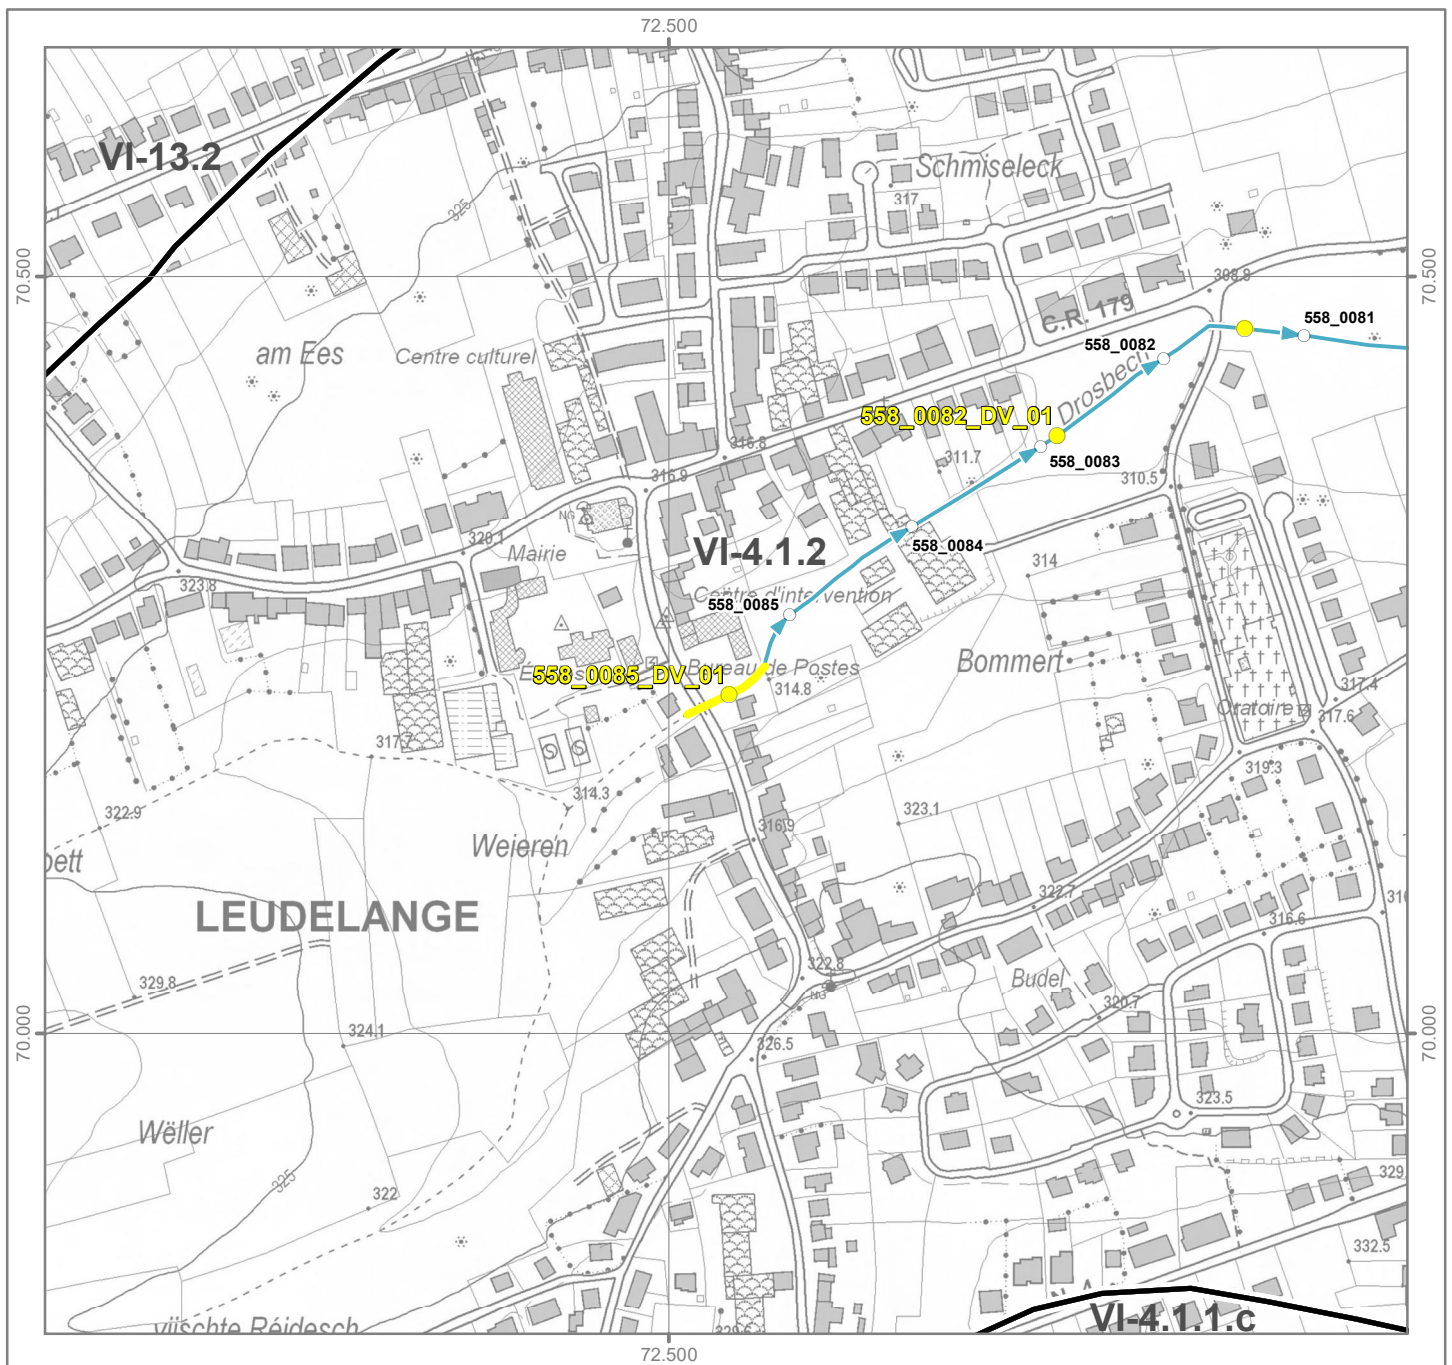 72.500
VI-13.2
Schmiseleck
317
325
70.500
70.500
308.8
C.R. 179
558_0081
558_0082
am Ees
Centre culturel
Drosbech
558_0082_DV_01
316.8
311.7
558_0083
316.9
310.5
NG
320.1
Mairie
VI-4.1.2
558_0084
314
323.8
Centre d'intervention
558_0085
Bommert
558_0085_DV_01
Bureau de Postes
314.8
317.4
Oratoire
317.6
317.7
319.3
314.3
322.9
323.1
316.9
Weieren
bett
322.7
LEUDELANGE
316.6
322.8
NG
Budel
329.8
320.7
70.000
70.000
324.1
326.5
323.5
Wëller
325
322
329
332.5
VI-4.1.1.c
72.500